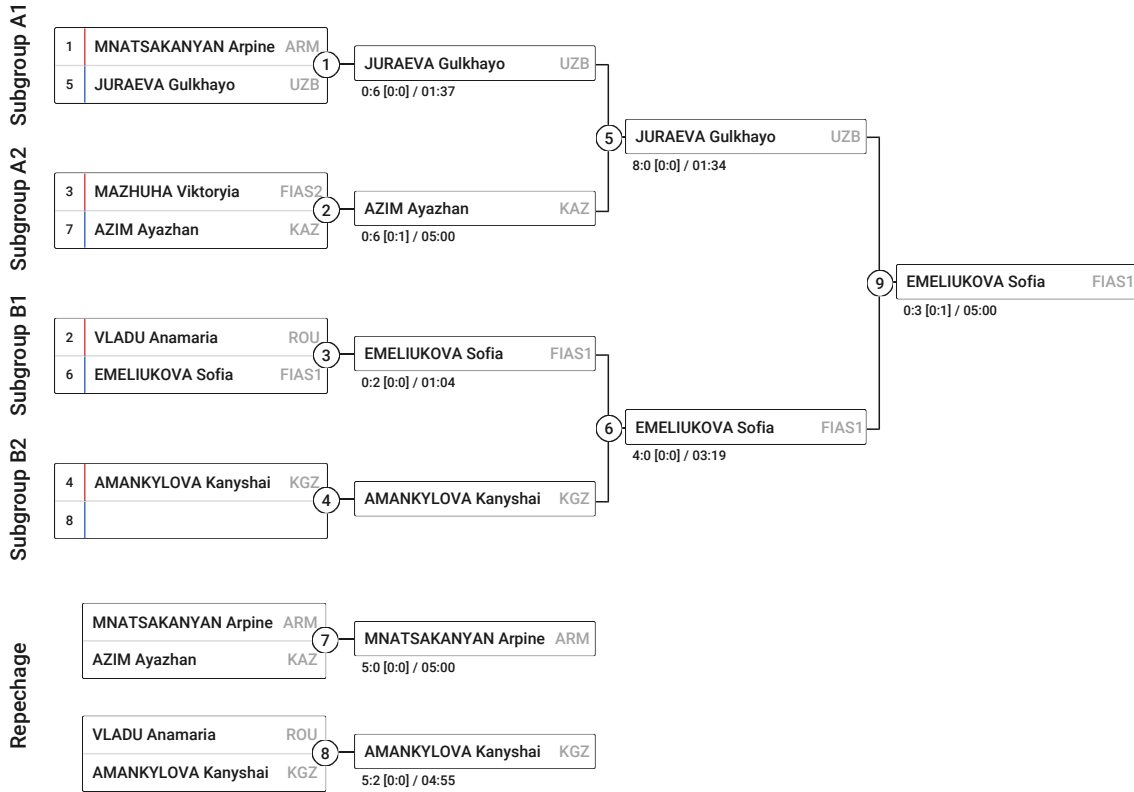 Subgroup A1
1 MNATSAKANYAN Arpine ARM
5 JURAEVA Gulkhayo UZB
1
JURAEVA Gulkhayo UZB
0:6 [0:0] / 01:37
Subgroup A2
3 MAZHUHA Viktoryia FIAS2
7 AZIM Ayazhan KAZ
2
AZIM Ayazhan KAZ
0:6 [0:1] / 05:00
5
JURAEVA Gulkhayo UZB
8:0 [0:0] / 01:34
Subgroup B1
2 VLADU Anamaria ROU
6 EMELIUKOVA Sofia FIAS1
3
EMELIUKOVA Sofia FIAS1
0:2 [0:0] / 01:04
Subgroup B2
4 AMANKYLOVA Kanyshai KGZ
8
4
AMANKYLOVA Kanyshai KGZ
6
EMELIUKOVA Sofia FIAS1
4:0 [0:0] / 03:19
9
EMELIUKOVA Sofia FIAS1
0:3 [0:1] / 05:00
Repechage
MNATSAKANYAN Arpine ARM
AZIM Ayazhan KAZ
7
MNATSAKANYAN Arpine ARM
5:0 [0:0] / 05:00
VLADU Anamaria ROU
AMANKYLOVA Kanyshai KGZ
8
AMANKYLOVA Kanyshai KGZ
5:2 [0:0] / 04:55